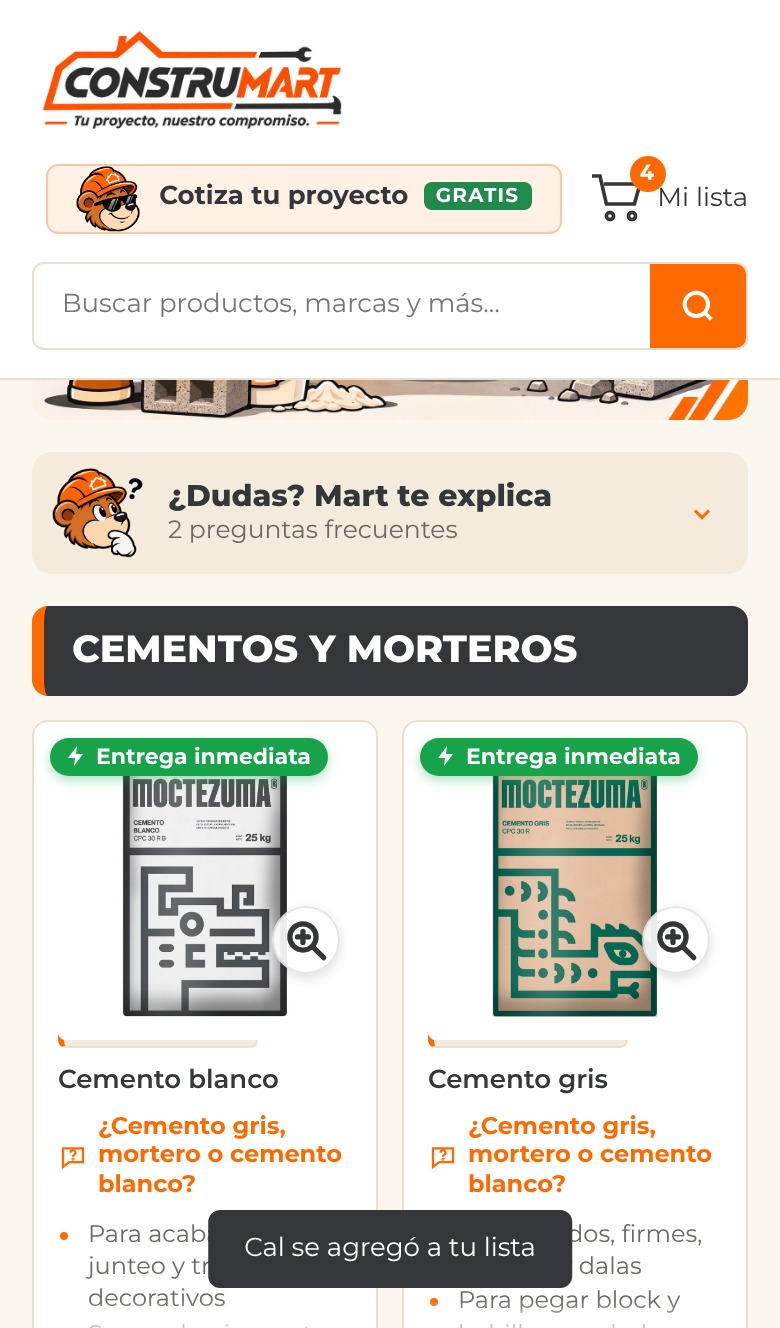 CONSTRUMART
Tu proyecto, nuestro compromiso.
Cotiza tu proyecto GRATIS
4
Mi lista
Buscar productos, marcas y más...
?
¿Dudas? Mart te explica
2 preguntas frecuentes
CEMENTOS Y MORTEROS
Entrega inmediata
MOCTEZUMA®
CEMENTO
BLANCO
CPC 30 R B
25 kg
Cemento blanco
¿Cemento gris,
mortero o cemento
blanco?
Para
junteo y
decorativos
Entrega inmediata
MOCTEZUMA®
CEMENTO GRIS
CPC 30 R
25 kg
Cemento gris
¿Cemento gris,
mortero o cemento
blanco?
firmes,
dalas
Para pegar block y
Cal se agregó a tu lista